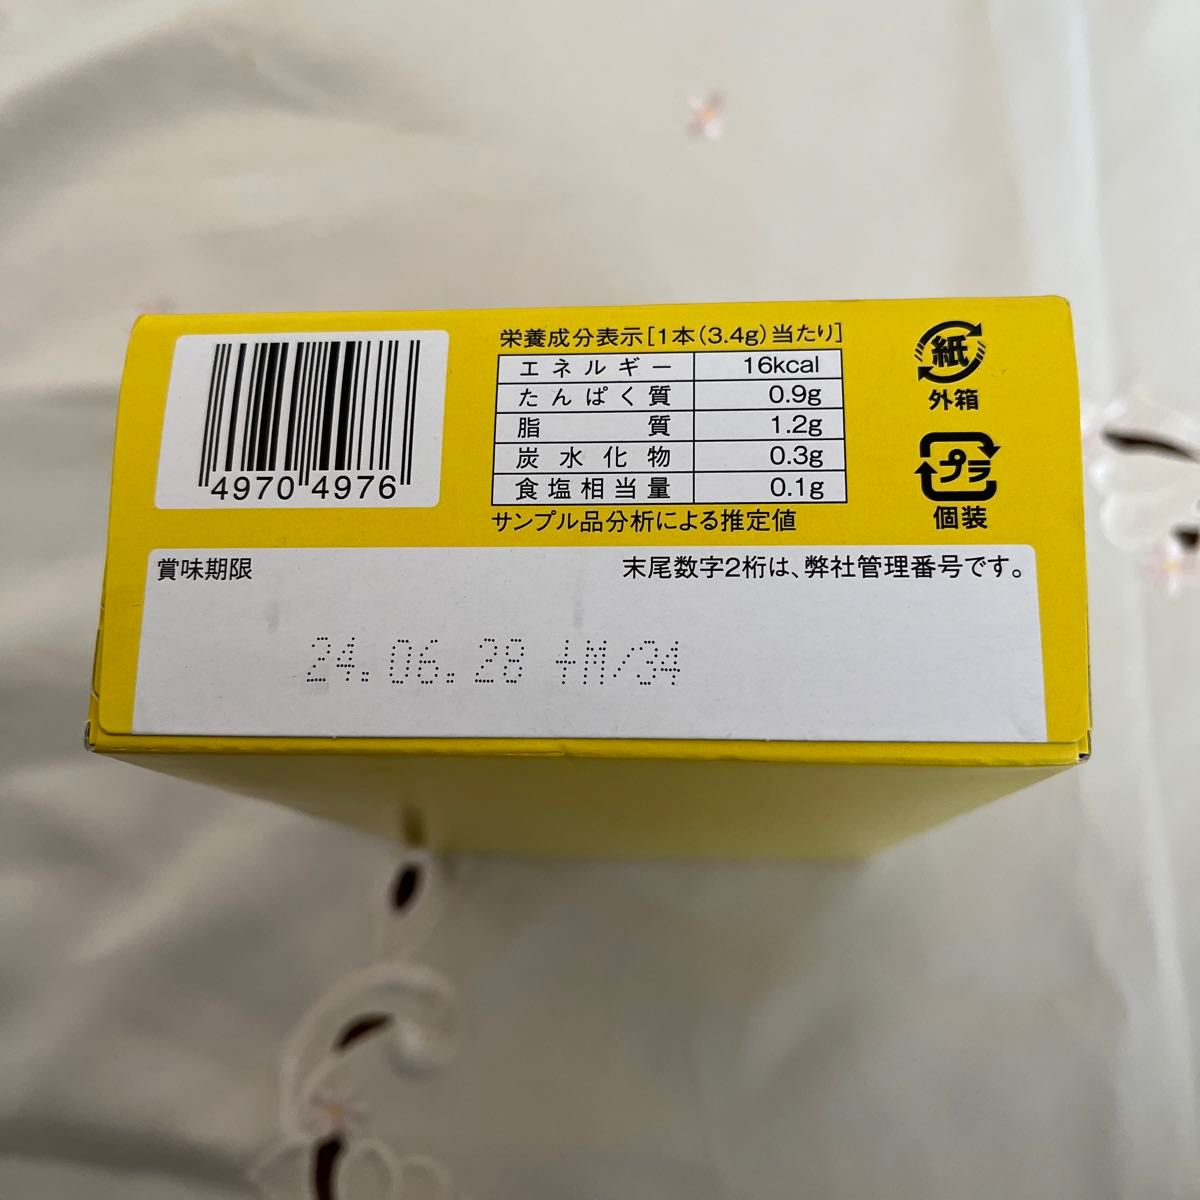 栄養成分表示[1本(3.4g)当たり]
エネルギー 16kcal
たんぱく質 0.9g
脂質 1.2g
炭水化物 0.3g
食塩相当量 0.1g
サンプル品分析による推定値
4970 4976
紙
外箱
プラ
個装
賞味期限
末尾数字2桁は、弊社管理番号です。
24.06.28 +M/34